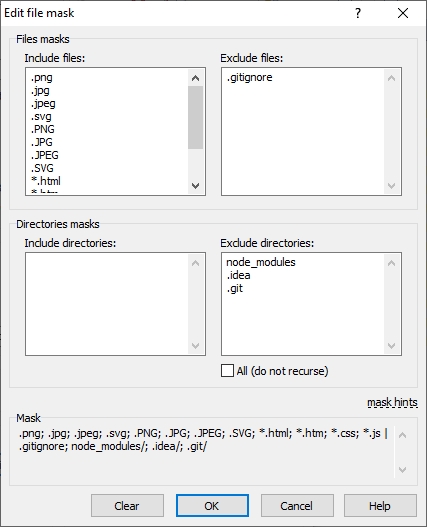 Edit file mask
Files masks
Include files:
.png
.jpg
.jpeg
.svg
.PNG
.JPG
.JPEG
.SVG
*.html
Exclude files:
.gitignore
Directories masks
Include directories:
Exclude directories:
node_modules
.idea
.git
All (do not recurse)
mask hints
Mask
.png; .jpg; .jpeg; .svg; .PNG; .JPG; .JPEG; .SVG; *.html; *.htm; *.css; *.js |
.gitignore; node_modules/; .idea/; .git/
Clear
OK
Cancel
Help